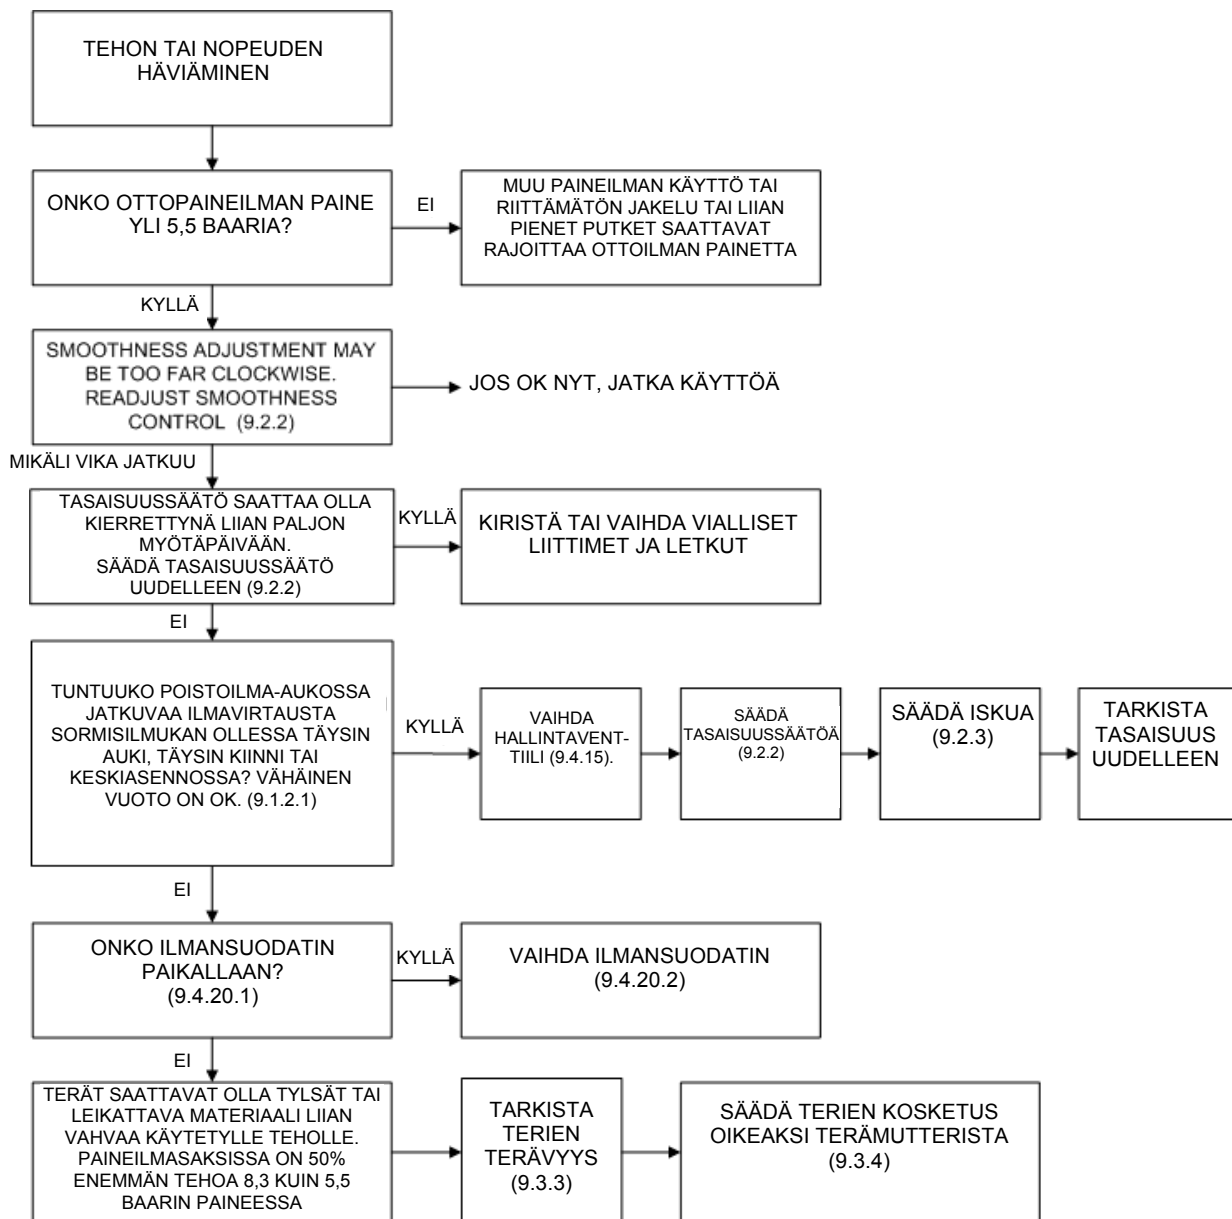 TEHON TAI NOPEUDEN
HÄVIÄMINEN
ONKO OTTOPAINEILMAN PAINE
YLI 5,5 BAARIA?
EI
MUU PAINEILMAN KÄYTTÖ TAI
RIITTÄMÄTÖN JAKELU TAI LIIAN
PIENET PUTKET SAATTAVAT
RAJOITTAA OTTOILMAN PAINETTA
KYLLÄ
SMOOTHNESS ADJUSTMENT MAY
BE TOO FAR CLOCKWISE.
READJUST SMOOTHNESS
CONTROL (9.2.2)
JOS OK NYT, JATKA KÄYTTÖÄ
MIKÄLI VIKA JATKUU
TASAISUUSSÄÄTÖ SAATTAA OLLA
KIERRETTYNÄ LIIAN PALJON
MYÖTÄPÄIVÄÄN.
SÄÄDÄ TASAISUUSSÄÄTÖ
UUDELLEEN (9.2.2)
KYLLÄ
KIRISTÄ TAI VAIHDA VIALLISET
LIITTIMET JA LETKUT
EI
TUNTUUKO POISTOILMA-AUKOSSA
JATKUVAA ILMAVIRTAUSTA
SORMISILMUKAN OLLESSA TÄYSIN
AUKI, TÄYSIN KIINNI TAI
KESKIASENNOSSA? VÄHÄINEN
VUOTO ON OK. (9.1.2.1)
KYLLÄ
VAIHDA
HALLINTAVENT-
TIILI (9.4.15).
SÄÄDÄ
TASAISUUSSÄÄTÖÄ
(9.2.2)
SÄÄDÄ ISKUA
(9.2.3)
TARKISTA
TASAISUUS
UUDELLEEN
EI
ONKO ILMANSUODATIN
PAIKALLAAN?
(9.4.20.1)
KYLLÄ
VAIHDA ILMANSUODATIN
(9.4.20.2)
EI
TERÄT SAATTAVAT OLLA TYLSÄT TAI
LEIKATTAVA MATERIAALI LIIAN
VAHVAA KÄYTETYLLE TEHOLLE.
PAINEILMASAKSISSA ON 50%
ENEMMÄN TEHOA 8,3 KUIN 5,5
BAARIN PAINEESSA
TARKISTA
TERIEN
TERÄVYYS
(9.3.3)
SÄÄDÄ TERIEN KOSKETUS
OIKEAKSI TERÄMUTTERISTA
(9.3.4)